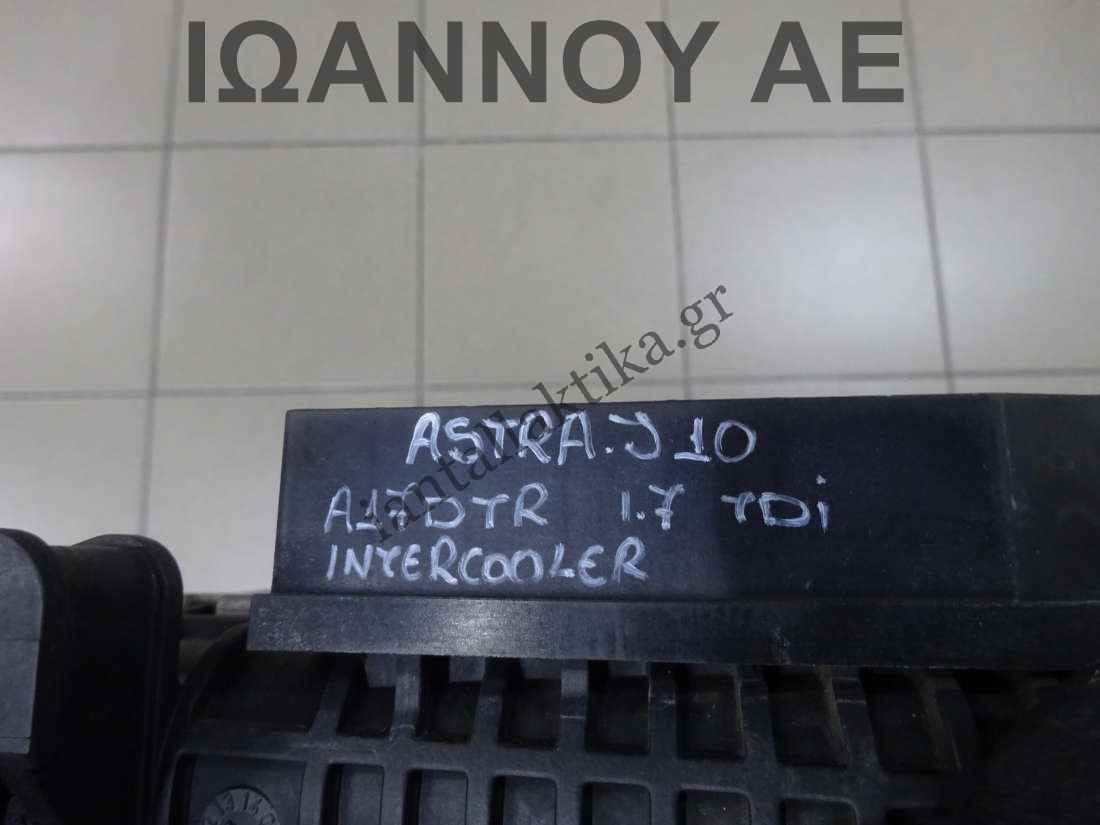 ΙΩΑΝΝΟΥ ΑΕ
iantallaktika.gr
ASTRA.J 10
A17DTR 1.7 TDi
INTERCOOLER